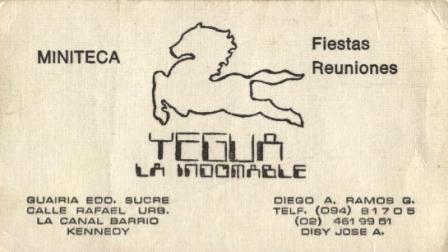 MINITECA
Fiestas
Reuniones
YEGUA
LA INDOMABLE
GUAIRIA EDO. SUCRE
CALLE RAFAEL URB.
LA CANAL BARRIO
KENNEDY
DIEGO A. RAMOS G.
TELF. (094) 81705
(02) 461 99 51
DISY JOSE A.